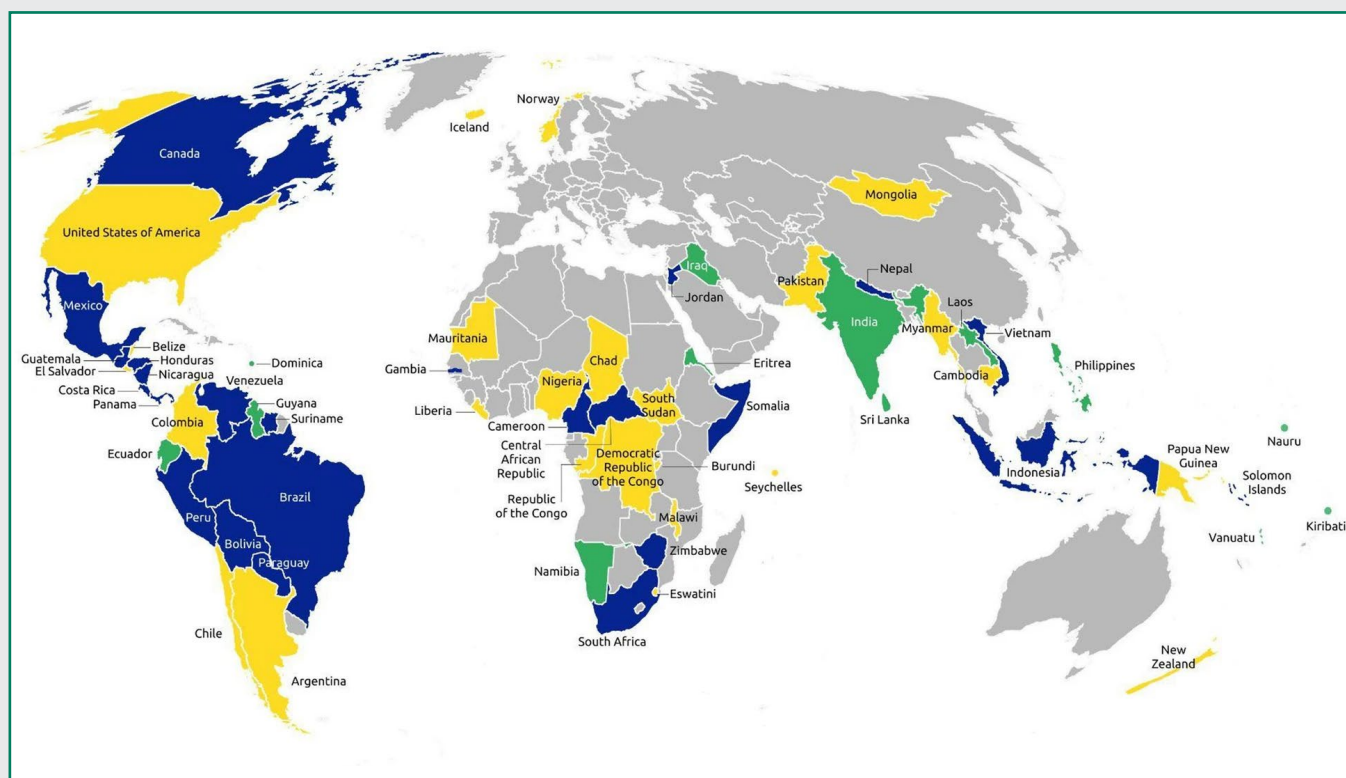 Norway
Iceland
Canada
United States of America
Mongolia
Mexico
Iraq
Jordan
Pakistan
Nepal
Laos
India
Myanmar
Vietnam
Cambodia
Philippines
Sri Lanka
Belize
Guatemala
Honduras
El Salvador
Nicaragua
Dominica
Costa Rica
Venezuela
Panama
Guyana
Colombia
Suriname
Ecuador
Mauritania
Gambia
Chad
Eritrea
Nigeria
South
Sudan
Liberia
Somalia
Cameroon
Central
African
Republic
Democratic
Republic
of the Congo
Burundi
Republic
of the Congo
Seychelles
Malawi
Brazil
Peru
Bolivia
Paraguay
Zimbabwe
Namibia
Eswatini
South Africa
Chile
Argentina
Indonesia
Papua New
Guinea
Nauru
Solomon
Islands
Kiribati
Vanuatu
New
Zealand